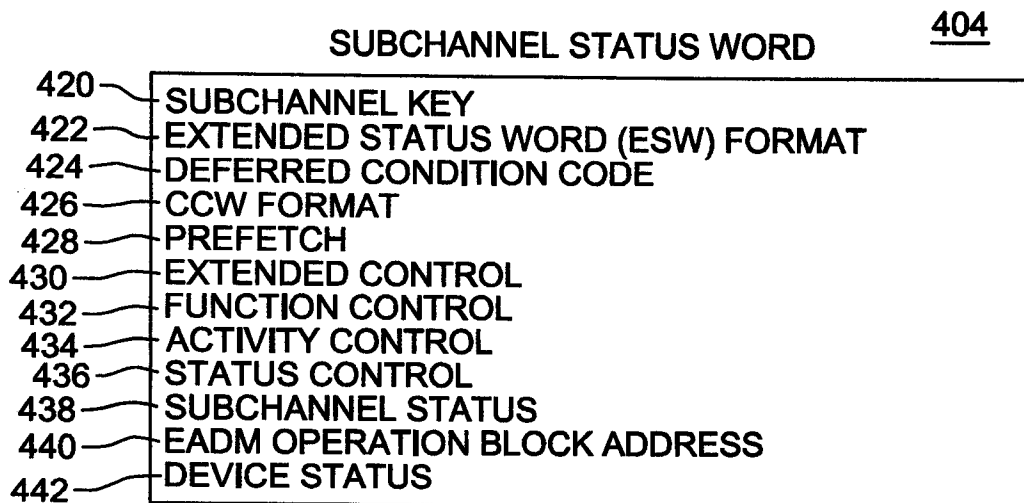 404
SUBCHANNEL STATUS WORD
420 SUBCHANNEL KEY
422 EXTENDED STATUS WORD (ESW) FORMAT
424 DEFERRED CONDITION CODE
426 CCW FORMAT
428 PREFETCH
430 EXTENDED CONTROL
432 FUNCTION CONTROL
434 ACTIVITY CONTROL
436 STATUS CONTROL
438 SUBCHANNEL STATUS
440 EADM OPERATION BLOCK ADDRESS
442 DEVICE STATUS